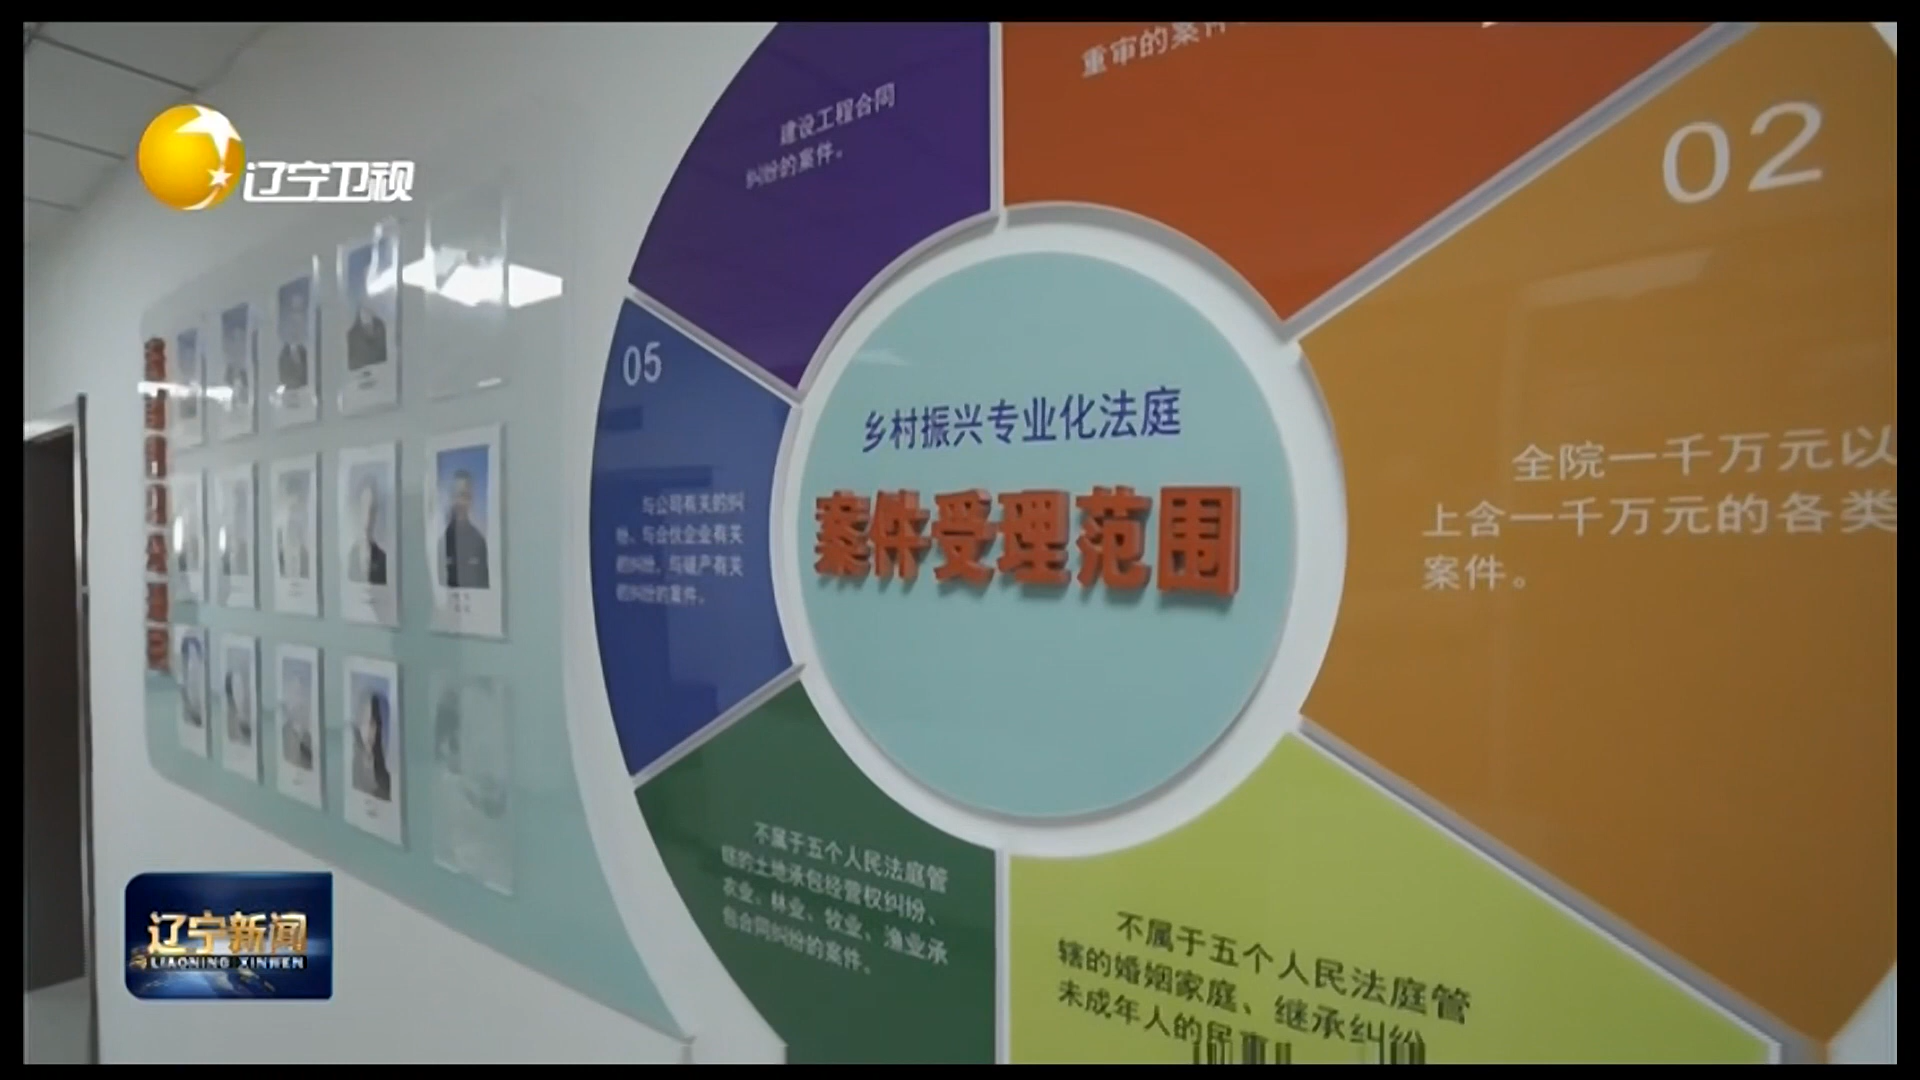 辽宁卫视
重审的案件
建设工程合同
纠纷的案件。
02
全院一千万元以
上含一千万元的各类
案件。
05
与公司有关的纠
纷、与合伙企业有关
的纠纷、与破产有关
的纠纷的案件。
乡村振兴专业化法庭
案件受理范围
不属于五个人民法庭管
辖的土地承包经营权纠纷、
农业、林业、牧业、渔业承
包合同纠纷的案件。
不属于五个人民法庭管
辖的婚姻家庭、继承纠纷
未成年人的民事
辽宁新闻
LIAONING XINWEN